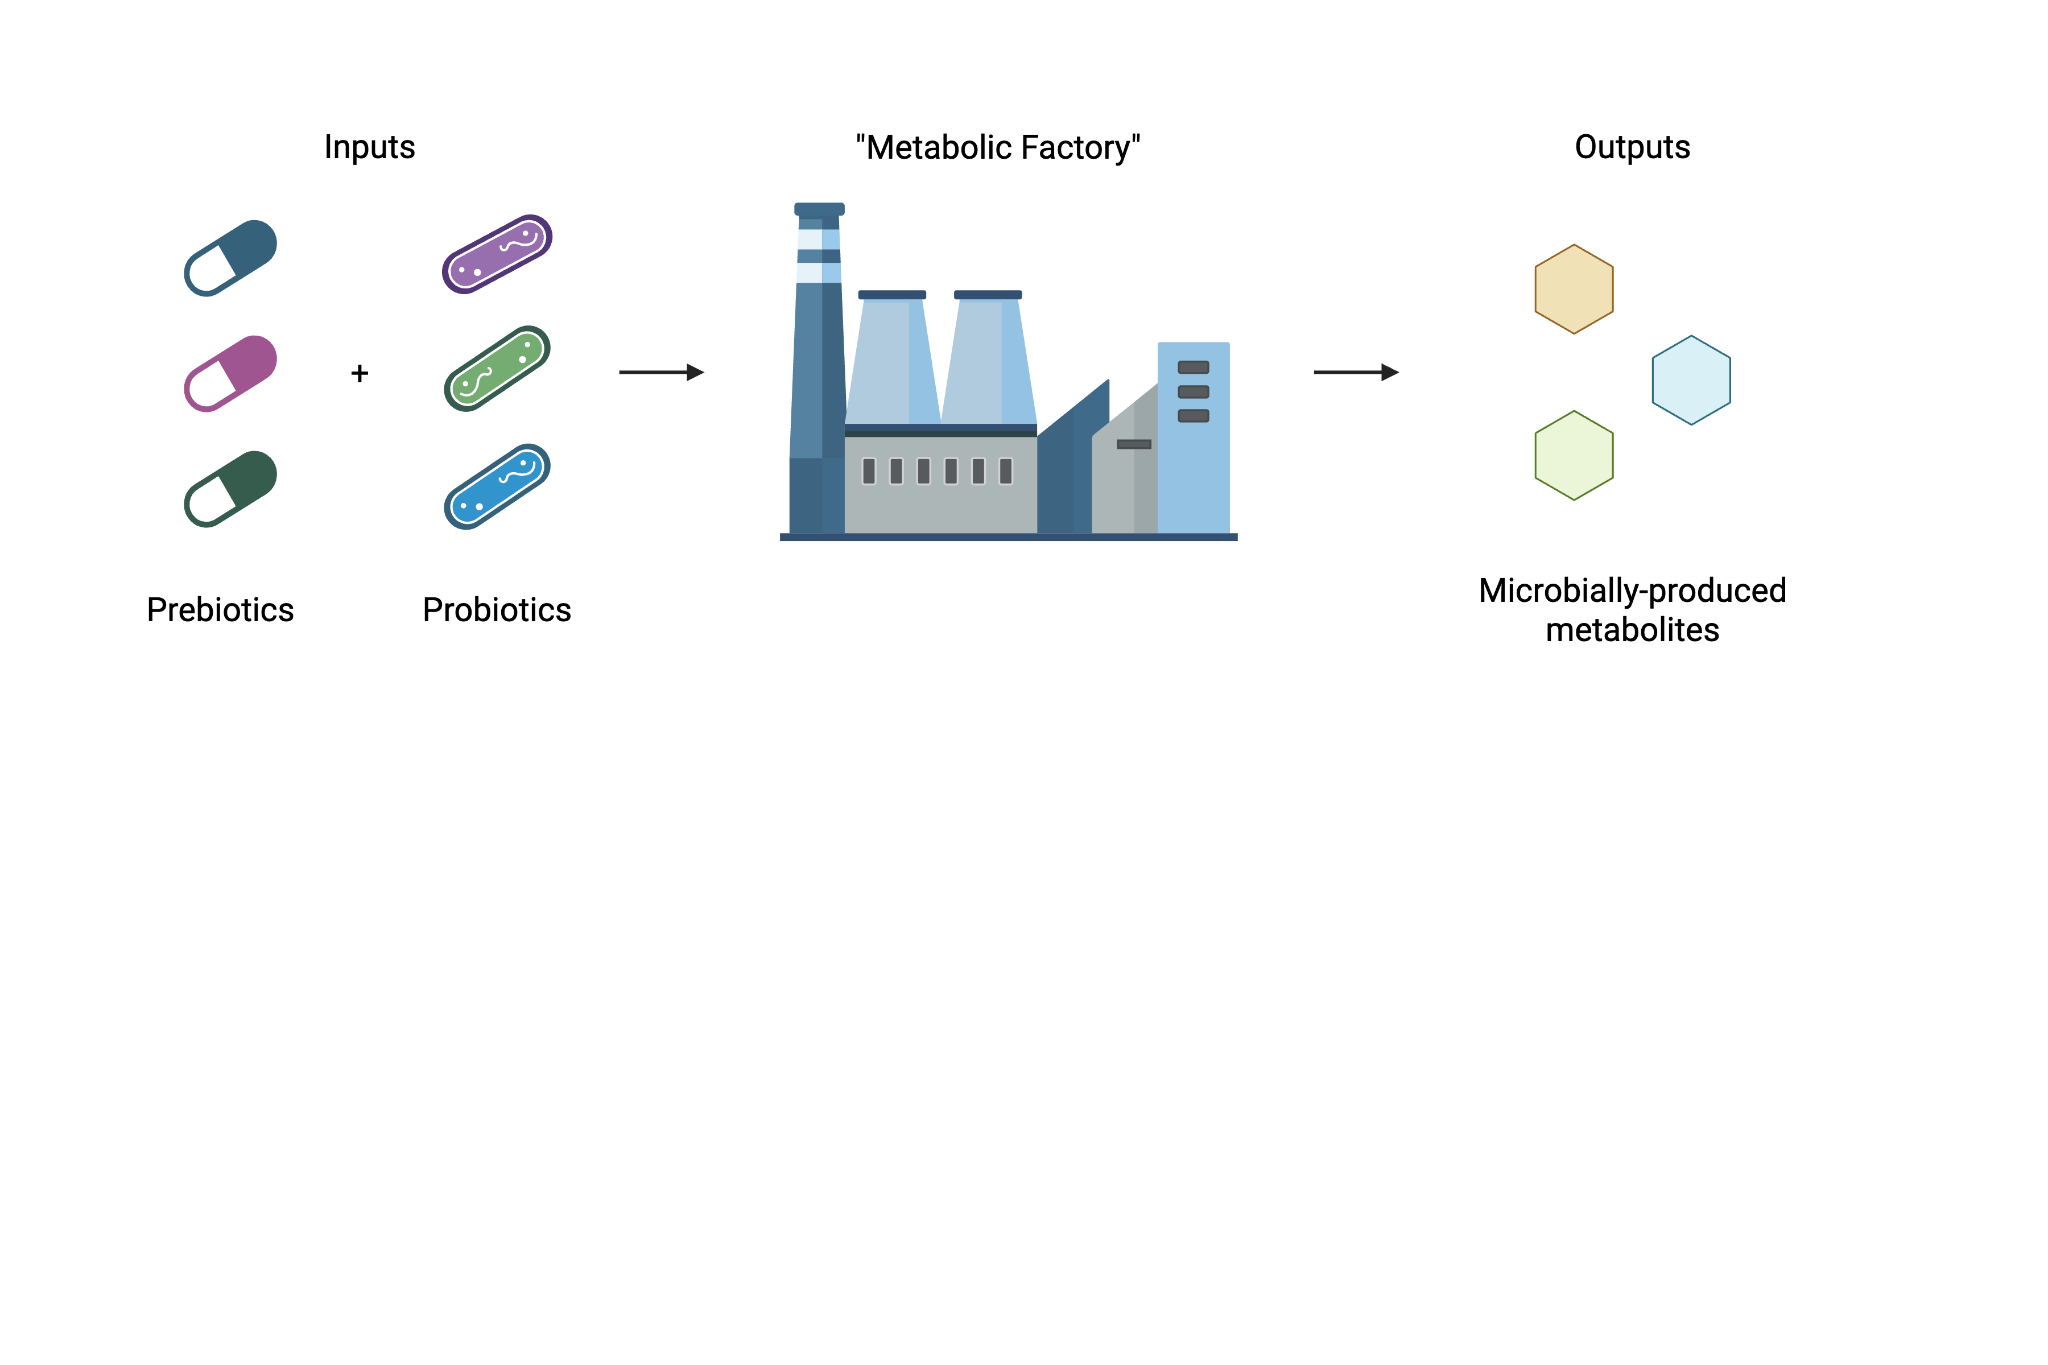 Inputs
"Metabolic Factory"
Outputs
+
Prebiotics
Probiotics
Microbially-produced
metabolites